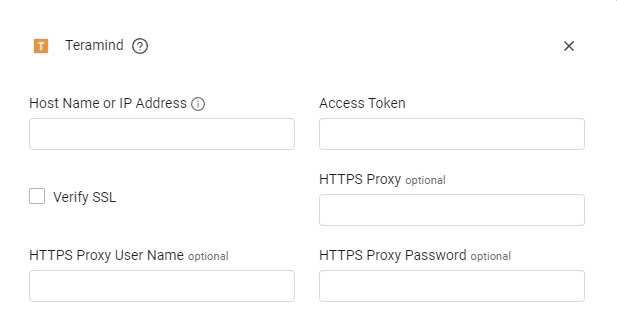 T Teramind ?
Host Name or IP Address i
Access Token
Verify SSL
HTTPS Proxy optional
HTTPS Proxy User Name optional
HTTPS Proxy Password optional